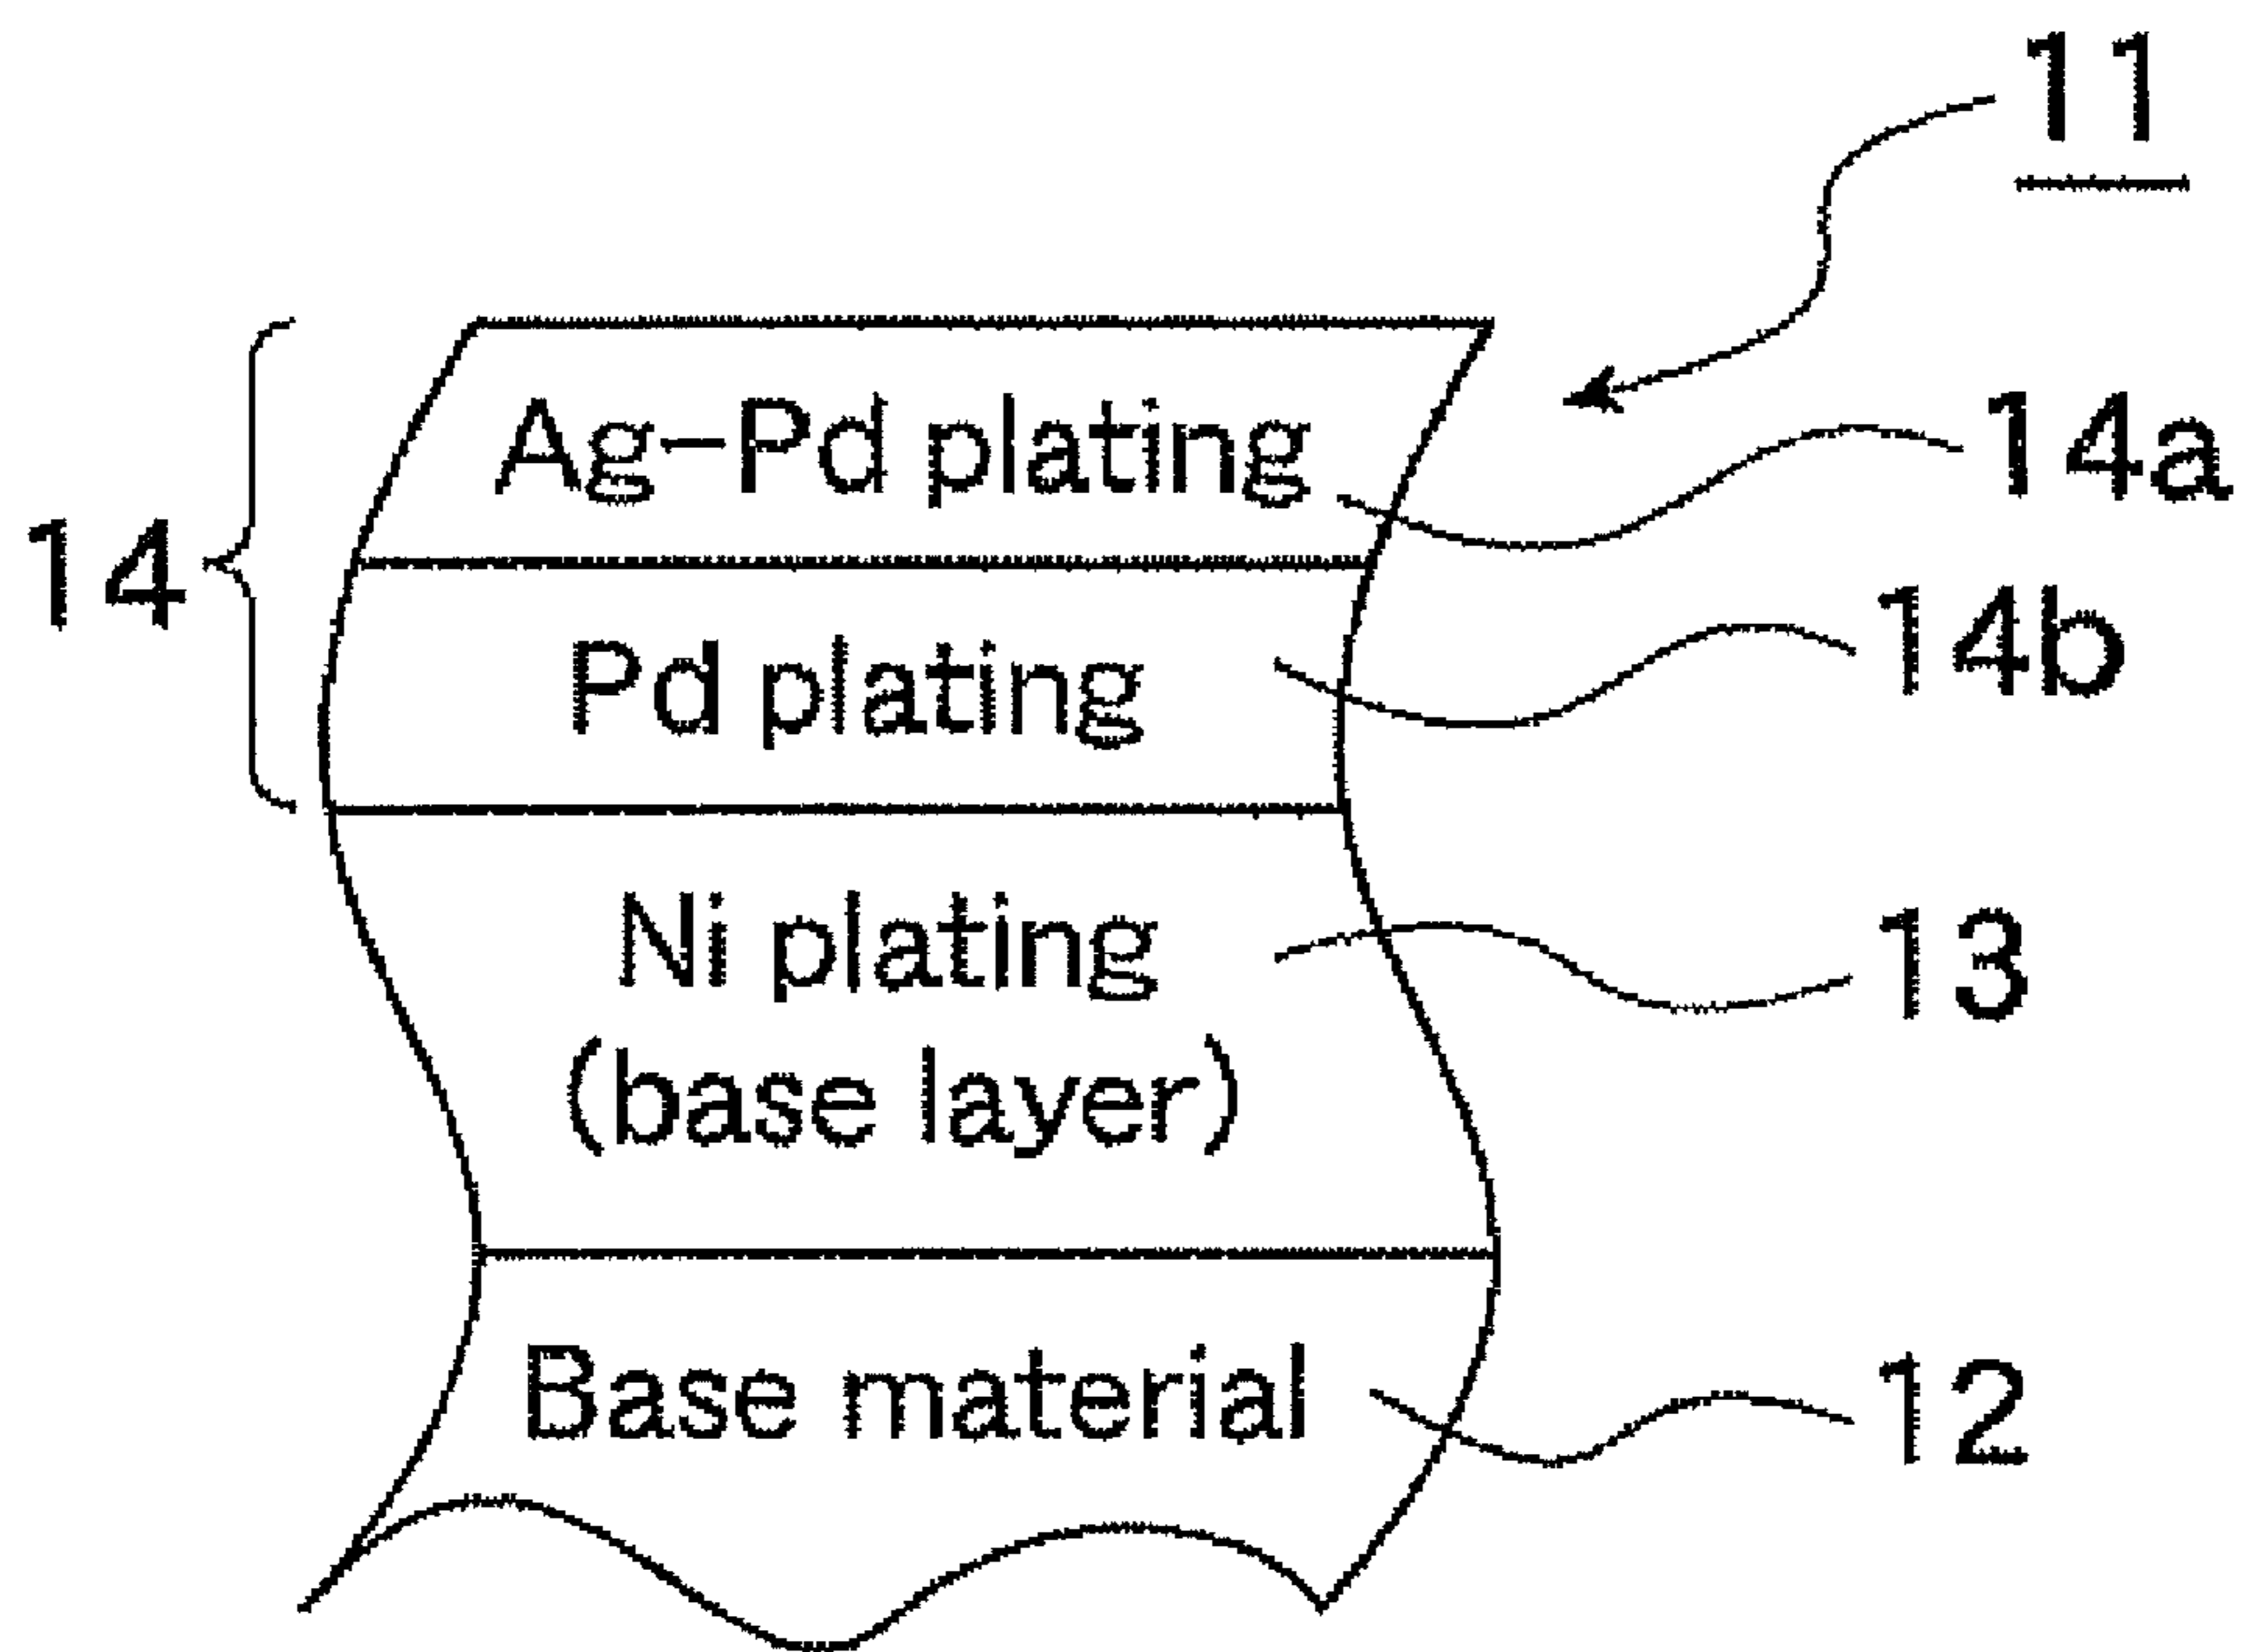 11
Ag-Pd plating
14a
14
Pd plating
14b
Ni plating
(base layer)
13
Base material
12